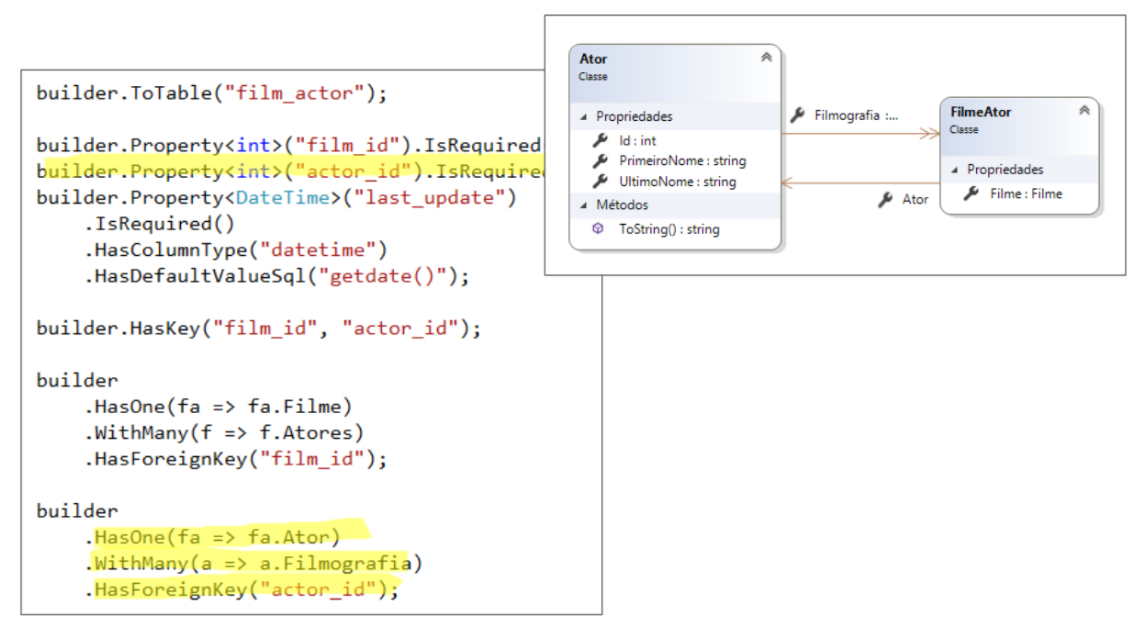 builder.ToTable("film_actor");
builder.Property<int>("film_id").IsRequired
builder.Property<int>("actor_id").IsRequire
builder.Property<DateTime>("last_update")
.IsRequired()
.HasColumnType("datetime")
.HasDefaultValueSql("getdate()");
builder.HasKey("film_id", "actor_id");
builder
.HasOne(fa => fa.Filme)
.WithMany(f => f.Atores)
.HasForeignKey("film_id");
builder
.HasOne(fa => fa.Ator)
.WithMany(a => a.Filmografia)
.HasForeignKey("actor_id");
Ator
Classe
Propriedades
Id : int
PrimeiroNome : string
UltimoNome : string
Métodos
ToString() : string
Filmografia :...
Ator
FilmeAtor
Classe
Propriedades
Filme : Filme